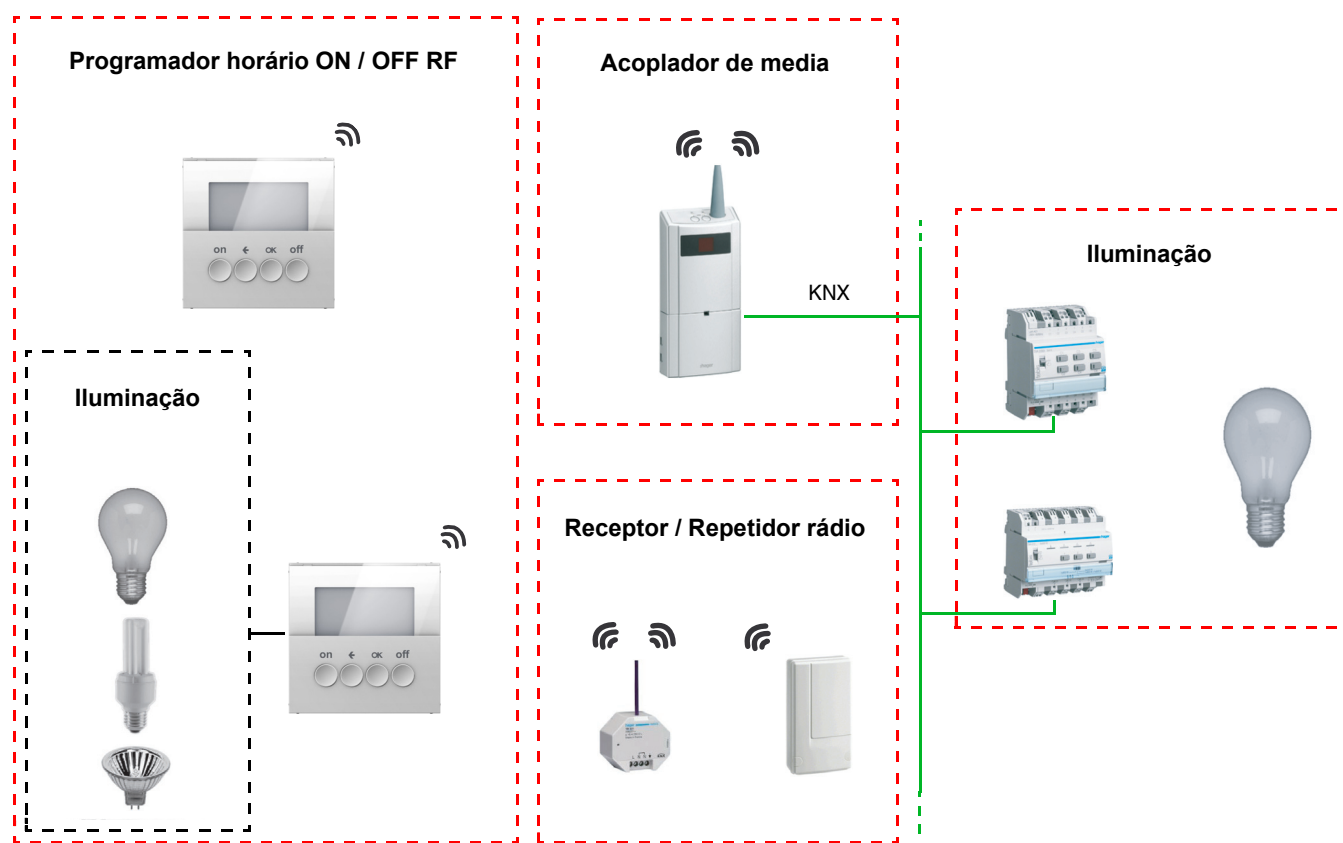 Programador horário ON / OFF RF
on ← OK off
Iluminação
on ← OK off
Acoplador de media
KNX
Receptor / Repetidor rádio
Iluminação